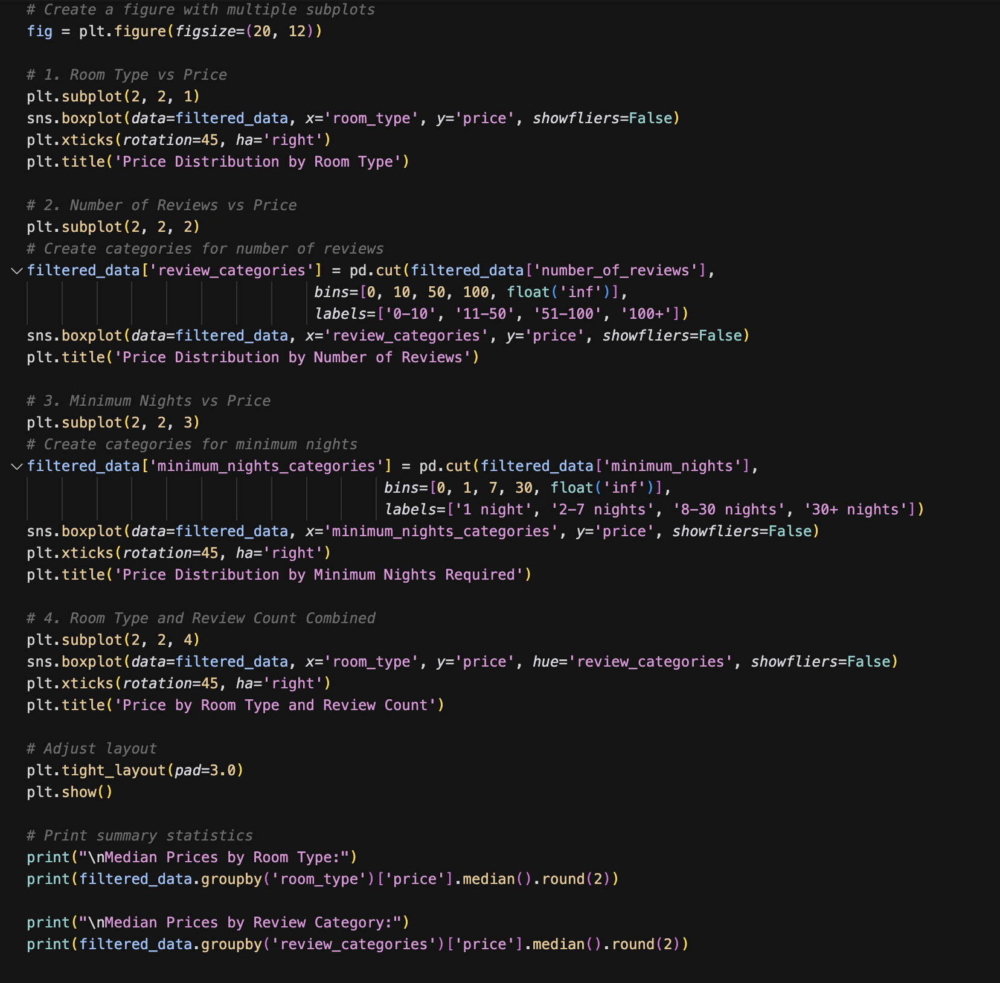 # Create a figure with multiple subplots
fig = plt.figure(figsize=(20, 12))
# 1. Room Type vs Price
plt.subplot(2, 2, 1)
sns.boxplot(data=filtered_data, x='room_type', y='price', showfliers=False)
plt.xticks(rotation=45, ha='right')
plt.title('Price Distribution by Room Type')
# 2. Number of Reviews vs Price
plt.subplot(2, 2, 2)
# Create categories for number of reviews
filtered_data['review_categories'] = pd.cut(filtered_data['number_of_reviews'],
bins=[0, 10, 50, 100, float('inf')],
labels=['0-10', '11-50', '51-100', '100+'])
sns.boxplot(data=filtered_data, x='review_categories', y='price', showfliers=False)
plt.title('Price Distribution by Number of Reviews')
# 3. Minimum Nights vs Price
plt.subplot(2, 2, 3)
# Create categories for minimum nights
filtered_data['minimum_nights_categories'] = pd.cut(filtered_data['minimum_nights'],
bins=[0, 1, 7, 30, float('inf')],
labels=['1 night', '2-7 nights', '8-30 nights', '30+ nights'])
sns.boxplot(data=filtered_data, x='minimum_nights_categories', y='price', showfliers=False)
plt.xticks(rotation=45, ha='right')
plt.title('Price Distribution by Minimum Nights Required')
# 4. Room Type and Review Count Combined
plt.subplot(2, 2, 4)
sns.boxplot(data=filtered_data, x='room_type', y='price', hue='review_categories', showfliers=False)
plt.xticks(rotation=45, ha='right')
plt.title('Price by Room Type and Review Count')
# Adjust layout
plt.tight_layout(pad=3.0)
plt.show()
# Print summary statistics
print("\nMedian Prices by Room Type:")
print(filtered_data.groupby('room_type')['price'].median().round(2))
print("\nMedian Prices by Review Category:")
print(filtered_data.groupby('review_categories')['price'].median().round(2))